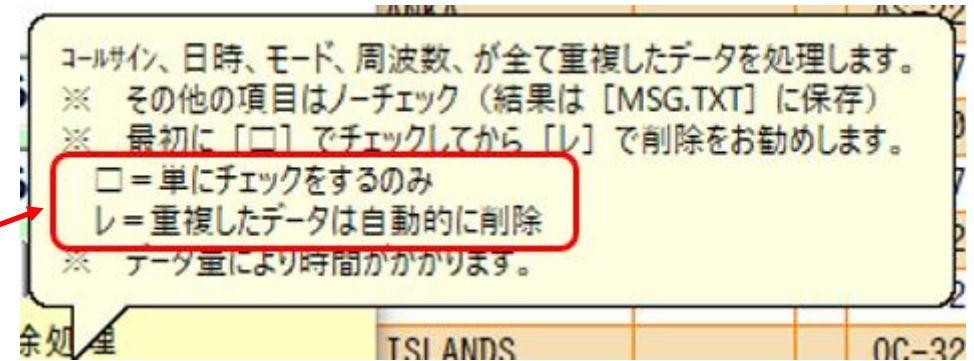 ｺｰﾙｻｲﾝ、日時、モード、周波数、が全て重複したデータを処理します。
※　その他の項目はノーチェック（結果は［MSG.TXT］に保存）
※　最初に［□］でチェックしてから［レ］で削除をお勧めします。
□＝単にチェックをするのみ
レ＝重複したデータは自動的に削除
※　データ量により時間がかかります。
ISLANDS
OC-32